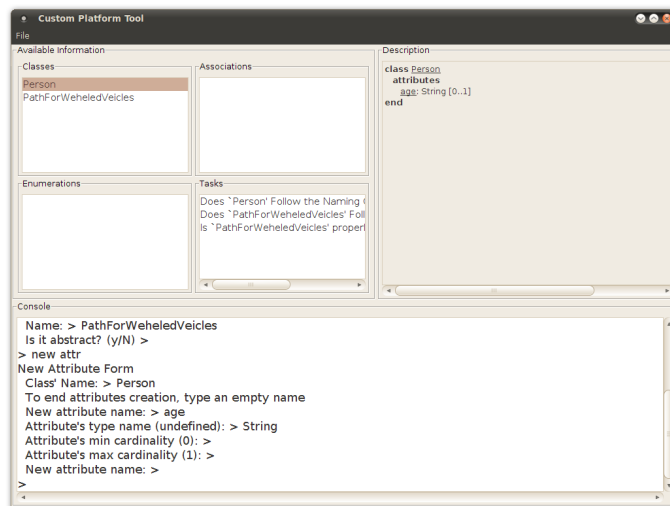 Custom Platform Tool
File
Available Information
Classes
Person
PathForWeheledVeicles
Associations
Enumerations
Tasks
Does `Person' Follow the Naming
Does `PathForWeheledVeicles' Foll
Is `PathForWeheledVeicles' properl
Description
class Person
attributes
age: String [0..1]
end
Console
Name: > PathForWeheledVeicles
Is it abstract? (y/N) >
> new attr
New Attribute Form
Class' Name: > Person
To end attributes creation, type an empty name
New attribute name: > age
Attribute's type name (undefined): > String
Attribute's min cardinality (0): >
Attribute's max cardinality (1): >
New attribute name: >
>